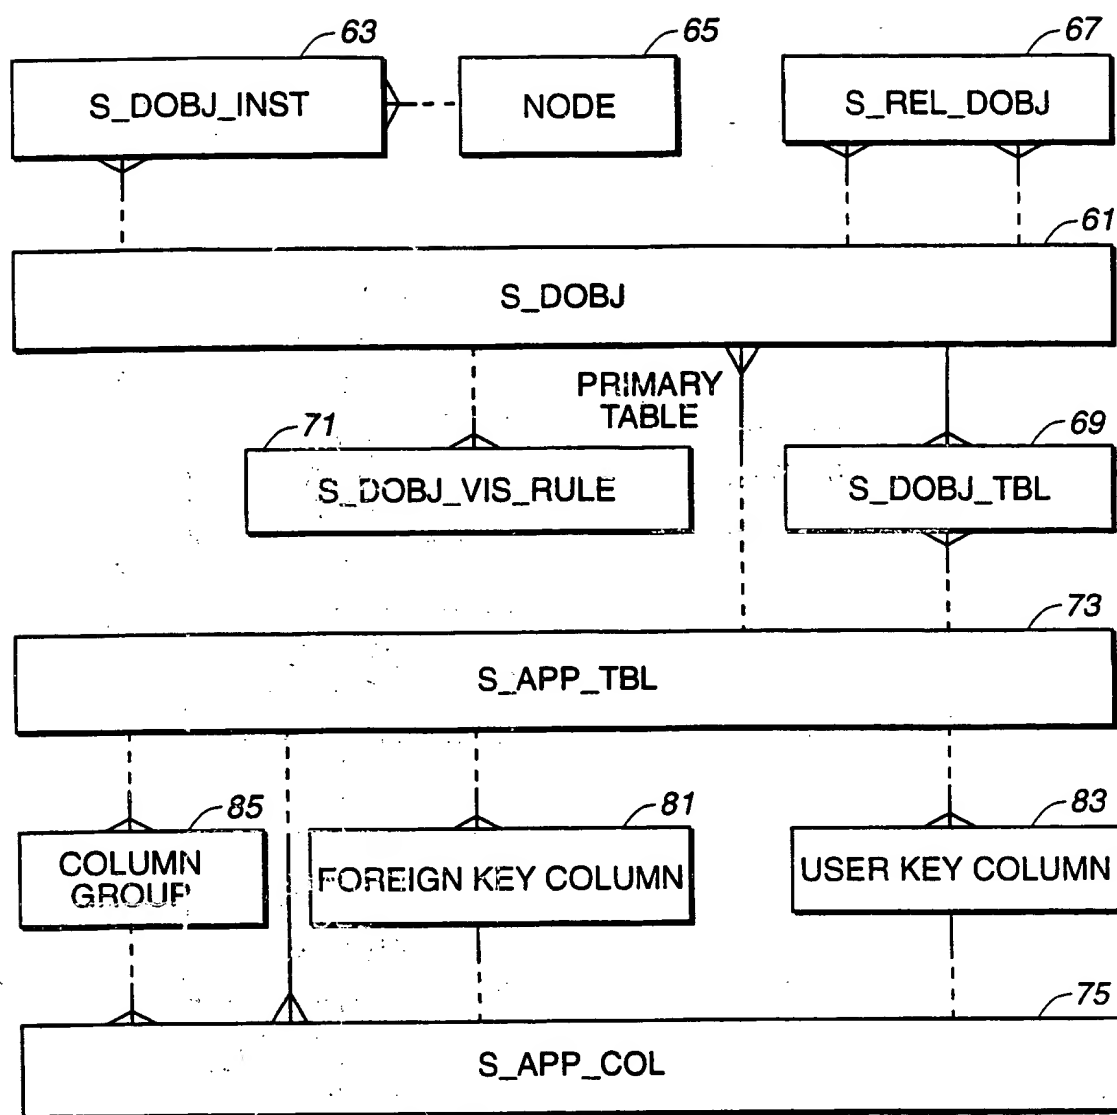 63
65
67
S_DOBJ_INST
NODE
S_REL_DOBJ
61
S_DOBJ
PRIMARY
TABLE
71
69
S_DOBJ_VIS_RULE
S_DOBJ_TBL
73
S_APP_TBL
85
81
83
COLUMN
GROUP
FOREIGN KEY COLUMN
USER KEY COLUMN
75
S_APP_COL